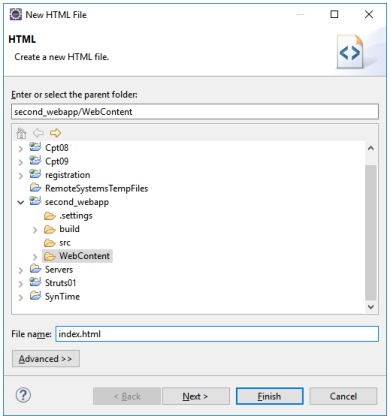 New HTML File
HTML
Create a new HTML file.
Enter or select the parent folder:
second_webapp/WebContent
Cpt08
Cpt09
registration
RemoteSystemsTempFiles
second_webapp
.settings
build
src
WebContent
Servers
Struts01
SynTime
File name: index.html
Advanced >>
? < Back Next > Finish Cancel